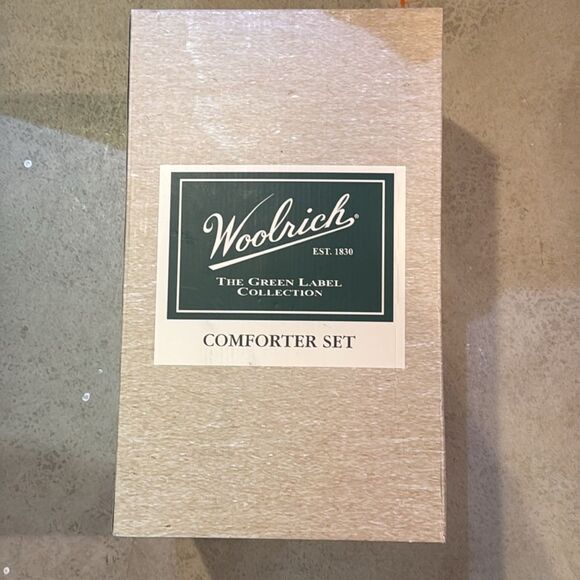 Woolrich®
EST. 1830
THE GREEN LABEL
COLLECTION
COMFORTER SET